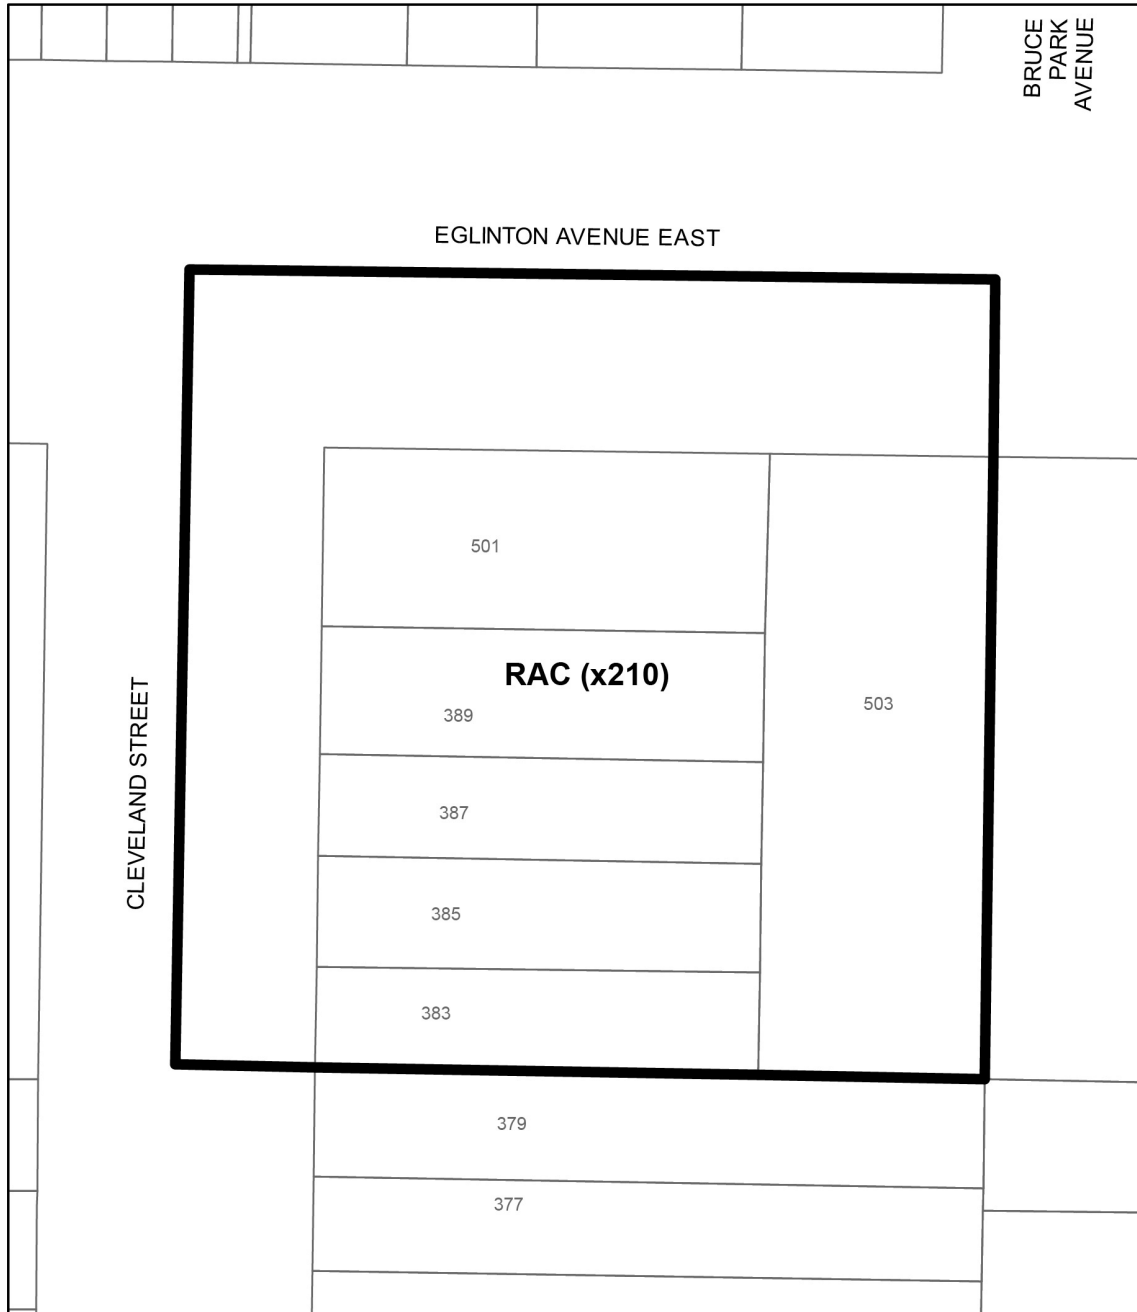 BRUCE
PARK
AVENUE
EGLINTON AVENUE EAST
501
RAC (x210)
503
389
CLEVELAND STREET
387
385
383
379
377